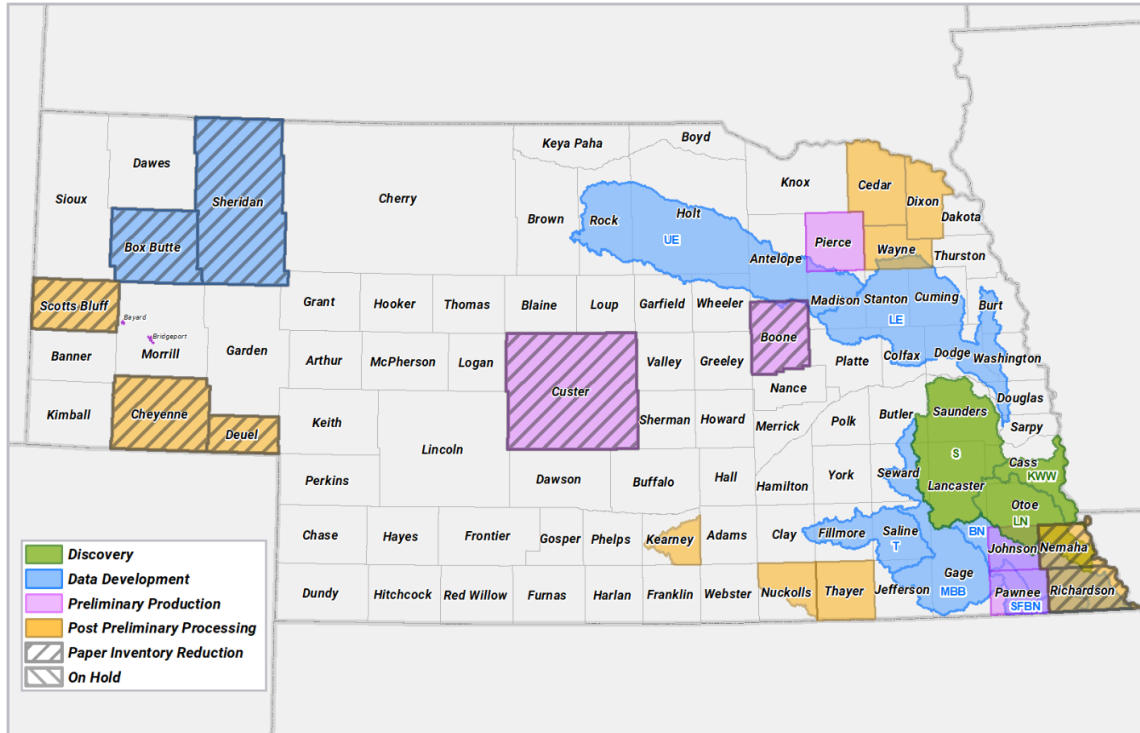 Keya Paha
Boyd
Dawes
Knox
Cedar
Dixon
Sioux
Sheridan
Cherry
Brown
Rock
Holt
Dakota
Box Butte
UE
Pierce
Wayne
Antelope
Thurston
Scotts Bluff
Grant
Hooker
Thomas
Blaine
Loup
Garfield
Wheeler
Madison
Stanton
Cuming
Burt
Bayard
LE
Bridgeport
Boone
Banner
Morrill
Garden
Arthur
McPherson
Logan
Valley
Greeley
Platte
Colfax
Dodge
Washington
Custer
Nance
Douglas
Kimball
Cheyenne
Deuel
Keith
Sherman
Howard
Merrick
Polk
Butler
Saunders
Sarpy
Lincoln
S
Cass
KWW
Perkins
Dawson
Buffalo
Hall
Hamilton
York
Seward
Lancaster
Otoe
LN
Chase
Hayes
Frontier
Gosper
Phelps
Kearney
Adams
Clay
Fillmore
Saline
BN
T
Johnson
Nemaha
Gage
Dundy
Hitchcock
Red Willow
Furnas
Harlan
Franklin
Webster
Nuckolls
Thayer
Jefferson
MBB
Pawnee
SFBN
Richardson
Discovery
Data Development
Preliminary Production
Post Preliminary Processing
Paper Inventory Reduction
On Hold